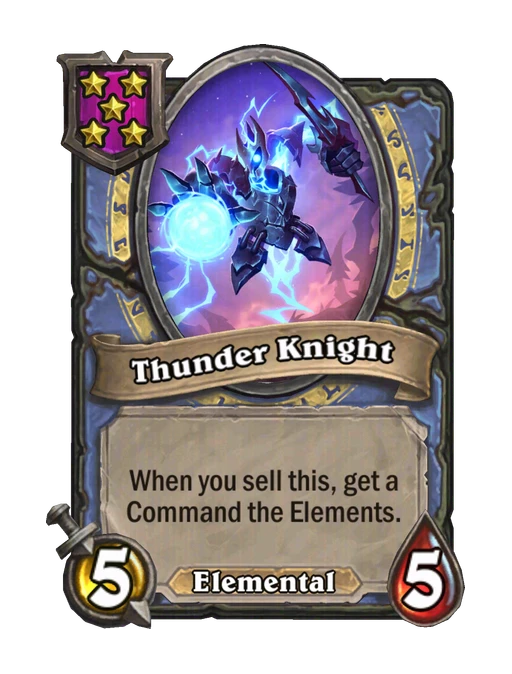 Thunder Knight
When you sell this, get a
Command the Elements.
5
Elemental
5